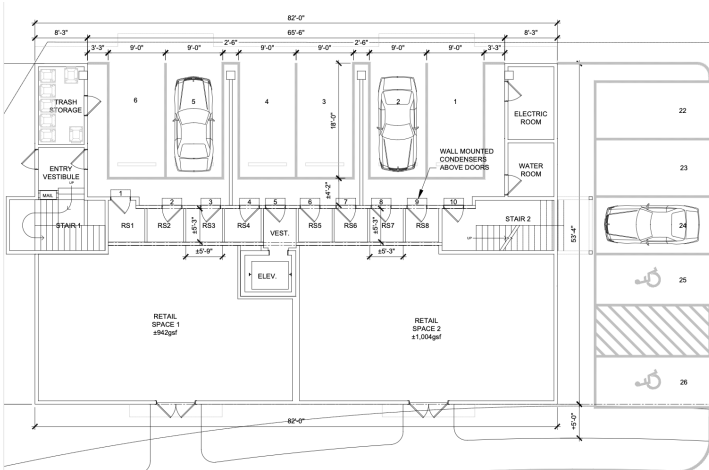 82'-0"
8'-3"
65'-6"
8'-3"
2'-6"
2'-6"
3'-3"
9'-0"
9'-0"
9'-0"
9'-0"
9'-0"
9'-0"
3'-3"
6
5
4
3
2
1
TRASH
STORAGE
ELECTRIC
ROOM
22
18'-0"
WALL MOUNTED
CONDENSERS
ABOVE DOORS
WATER
ROOM
23
ENTRY
VESTIBULE
UP
MAIL
±4'-2"
1
2
3
4
5
6
7
8
9
10
STAIR 1
RS1
RS2
RS3
RS4
VEST.
RS5
RS6
RS7
RS8
STAIR 2
UP
±5'-3"
±5'-3"
24
53'-4"
±5'-9"
±5'-3"
ELEV.
25
RETAIL
SPACE 1
±942gsf
RETAIL
SPACE 2
±1,004gsf
26
82'-0"
+5'-0"